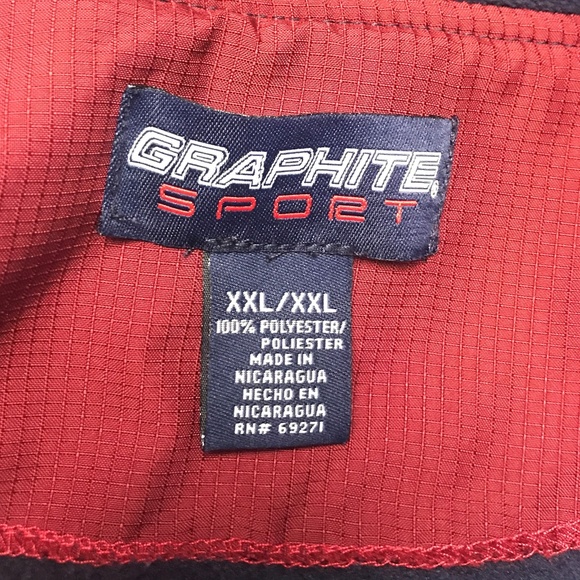 GRAPHITE®
SPORT
XXL/XXL
100% POLYESTER/
POLIESTER
MADE IN
NICARAGUA
HECHO EN
NICARAGUA
RN# 69271